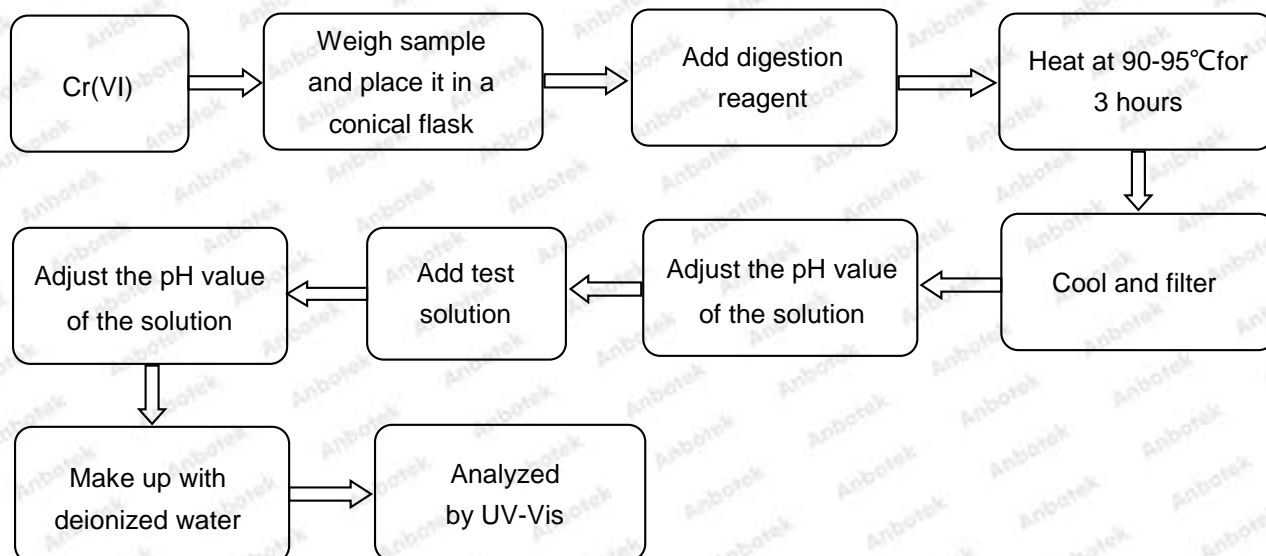 Cr(VI)
Weigh sample
and place it in a
conical flask
Add digestion
reagent
Heat at 90-95℃for
3 hours
Cool and filter
Adjust the pH value
of the solution
Add test
solution
Adjust the pH value
of the solution
Make up with
deionized water
Analyzed
by UV-Vis
Anbotek